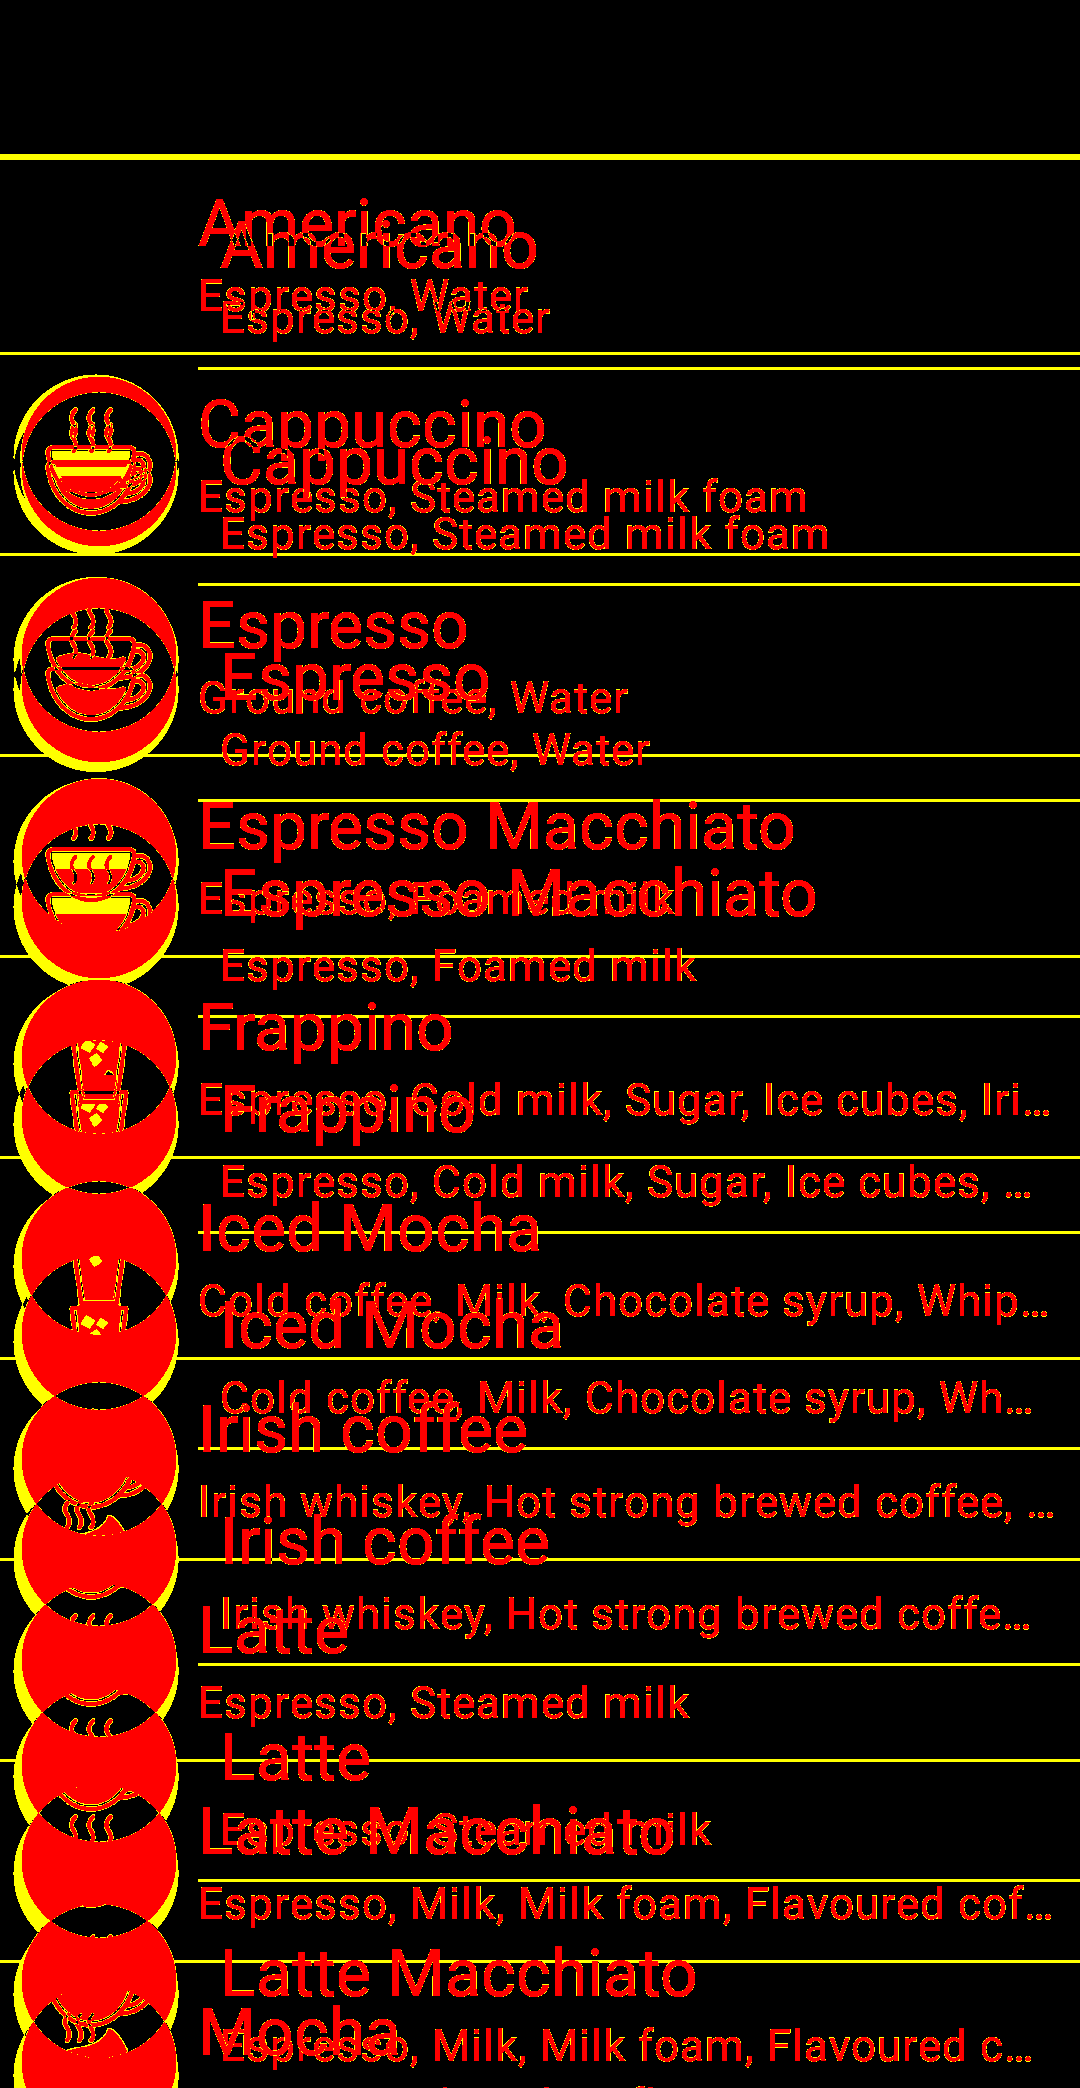 Americano
Americano
Espresso, Water
Espresso, Water
Cappuccino
Cappuccino
Espresso, Steamed milk foam
Espresso, Steamed milk foam
Espresso
Espresso
Ground coffee, Water
Ground coffee, Water
Espresso Macchiato
Espresso Macchiato
Espresso, Foamed milk
Espresso, Foamed milk
Frappino
Espresso, Cold milk, Sugar, Ice cubes, Iri...
Frappino
Espresso, Cold milk, Sugar, Ice cubes, ...
Iced Mocha
Cold coffee, Milk, Chocolate syrup, Whip...
Iced Mocha
Cold coffee, Milk, Chocolate syrup, Wh...
Irish coffee
Irish whiskey, Hot strong brewed coffee, ...
Irish coffee
Irish whiskey, Hot strong brewed coffe...
Latte
Espresso, Steamed milk
Latte
Espresso, Steamed milk
Latte Macchiato
Espresso, Milk, Milk foam, Flavoured cof...
Latte Macchiato
Mocha
Espresso, Milk, Milk foam, Flavoured c...